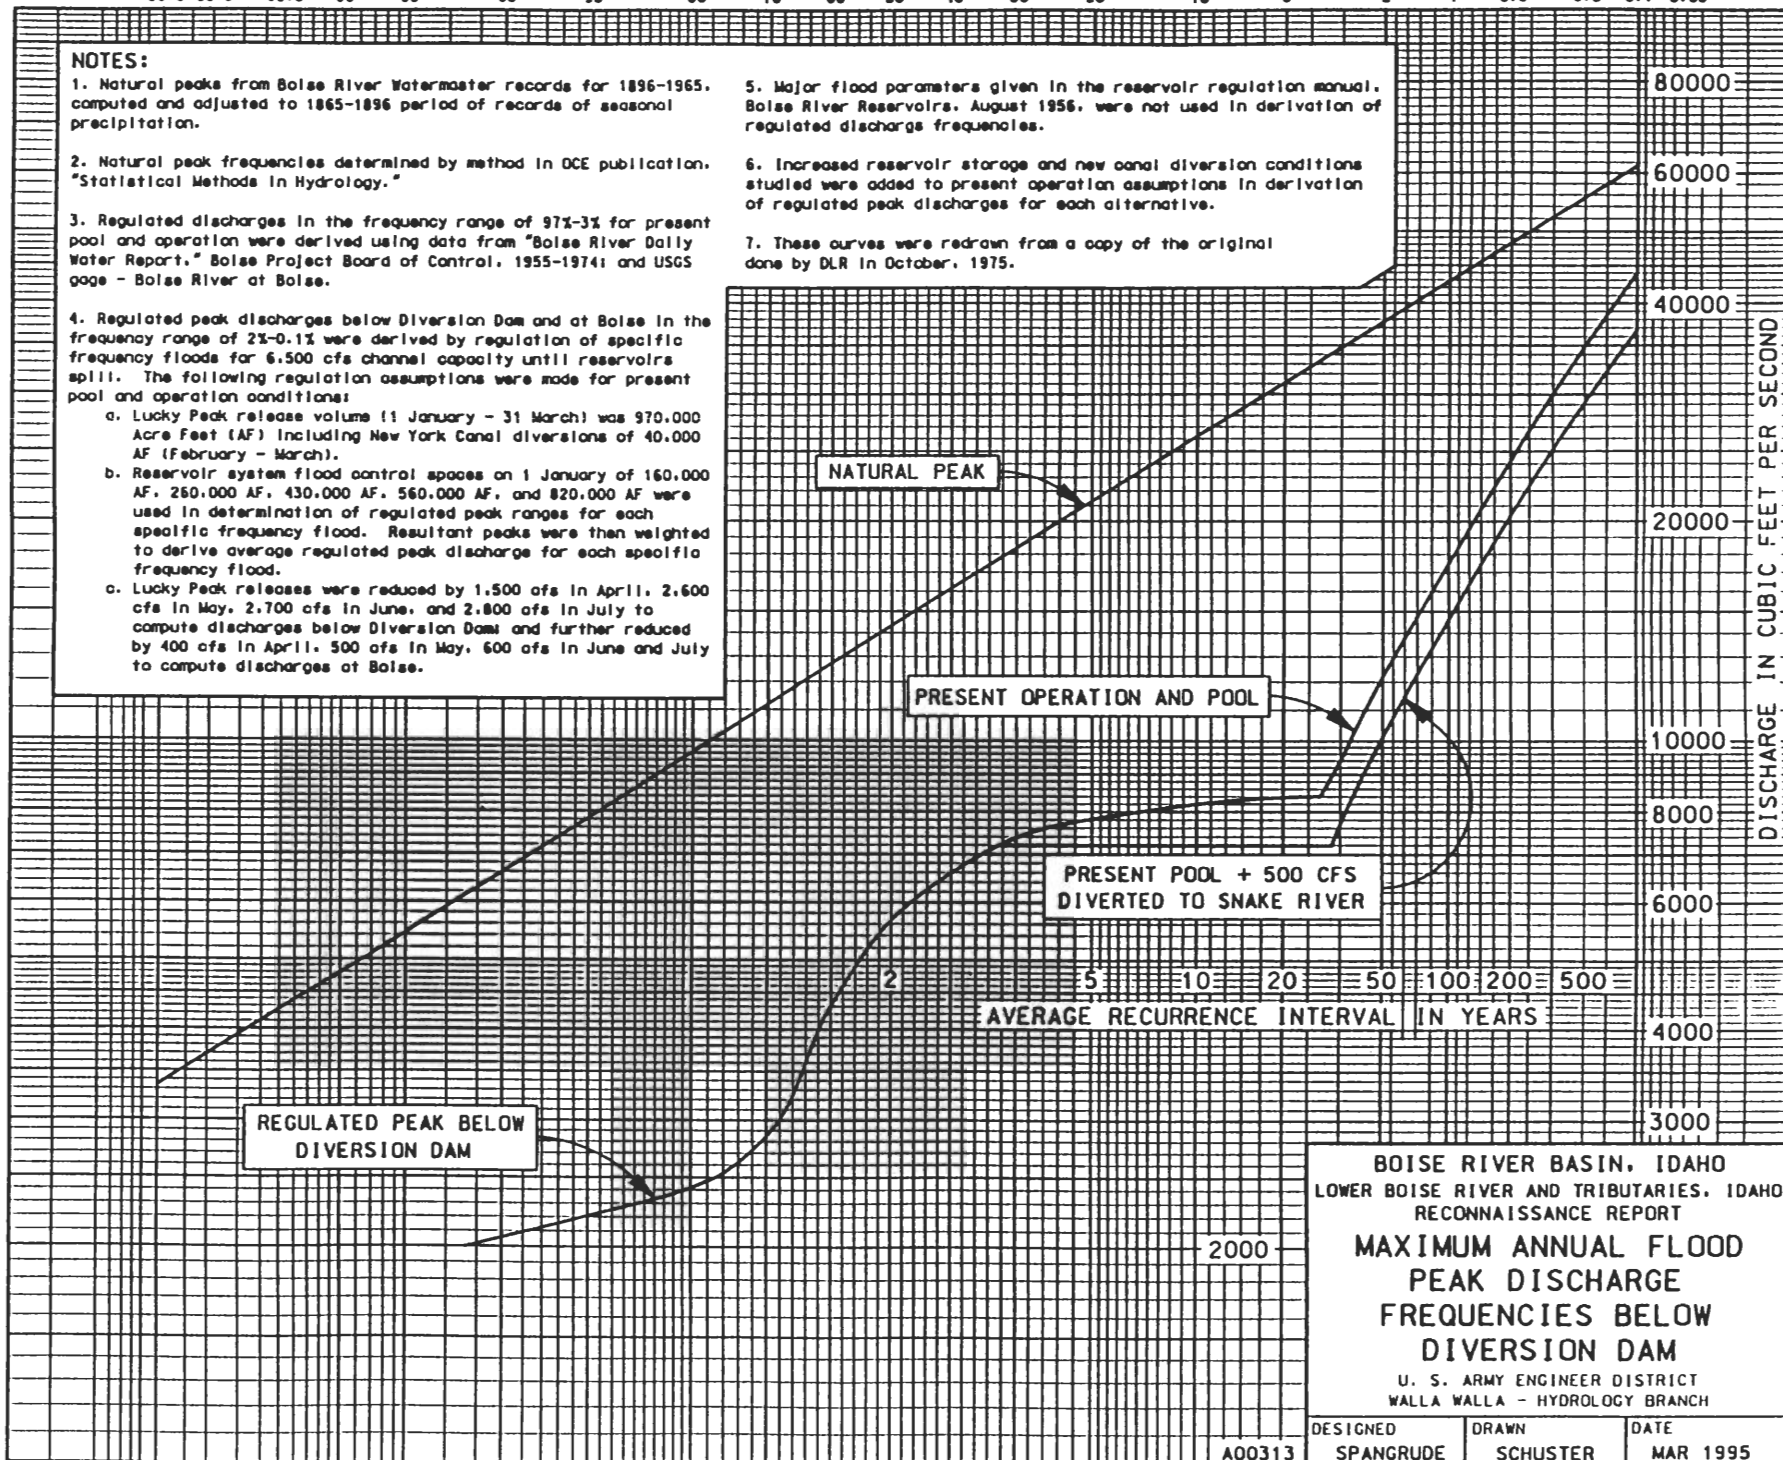 NOTES:
1. Natural peaks from Boise River Watermaster records for 1896-1965,
computed and adjusted to 1865-1896 period of records of seasonal
precipitation.
2. Natural peak frequencies determined by method in OCE publication,
"Statistical Methods in Hydrology."
3. Regulated discharges in the frequency range of 97%-3% for present
pool and operation were derived using data from "Boise River Daily
Water Report," Boise Project Board of Control, 1955-1974; and USGS
gage - Boise River at Boise.
4. Regulated peak discharges below Diversion Dam and at Boise in the
frequency range of 2%-0.1% were derived by regulation of specific
frequency floods for 6,500 cfs channel capacity until reservoirs
spill. The following regulation assumptions were made for present
pool and operation conditions:
a. Lucky Peak release volume (1 January - 31 March) was 970,000
Acre Feet (AF) including New York Canal diversions of 40,000
AF (February - March).
b. Reservoir system flood control spaces on 1 January of 160,000
AF, 260,000 AF, 430,000 AF, 560,000 AF, and 820,000 AF were
used in determination of regulated peak ranges for each
specific frequency flood. Resultant peaks were then weighted
to derive average regulated peak discharge for each specific
frequency flood.
c. Lucky Peak releases were reduced by 1,500 cfs in April, 2,600
cfs in May, 2,700 cfs in June, and 2,800 cfs in July to
compute discharges below Diversion Dam; and further reduced
by 400 cfs in April, 500 cfs in May, 600 cfs in June and July
to compute discharges at Boise.
5. Major flood parameters given in the reservoir regulation manual,
Boise River Reservoirs, August 1956, were not used in derivation of
regulated discharge frequencies.
6. Increased reservoir storage and new canal diversion conditions
studied were added to present operation assumptions in derivation
of regulated peak discharges for each alternative.
7. These curves were redrawn from a copy of the original
done by DLR in October, 1975.
80000
60000
40000
20000
10000
8000
6000
4000
3000
2000
DISCHARGE IN CUBIC FEET PER SECOND
NATURAL PEAK
PRESENT OPERATION AND POOL
PRESENT POOL + 500 CFS
DIVERTED TO SNAKE RIVER
2 5 10 20 50 100 200 500
AVERAGE RECURRENCE INTERVAL IN YEARS
REGULATED PEAK BELOW
DIVERSION DAM
BOISE RIVER BASIN, IDAHO
LOWER BOISE RIVER AND TRIBUTARIES, IDAHO
RECONNAISSANCE REPORT
MAXIMUM ANNUAL FLOOD
PEAK DISCHARGE
FREQUENCIES BELOW
DIVERSION DAM
U. S. ARMY ENGINEER DISTRICT
WALLA WALLA - HYDROLOGY BRANCH
DESIGNED DRAWN DATE
A00313 SPANGRUDE SCHUSTER MAR 1995